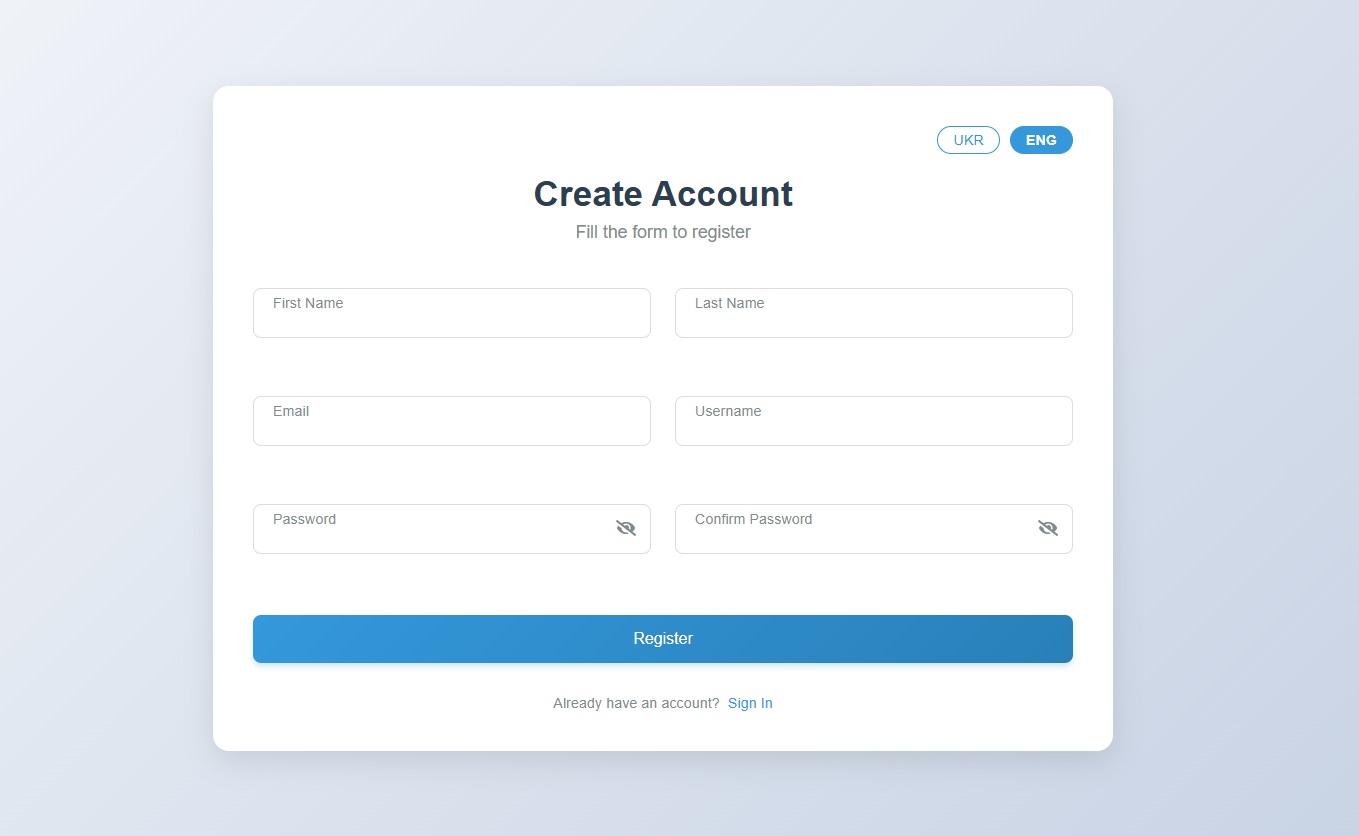 UKR ENG
Create Account
Fill the form to register
First Name Last Name
Email Username
Password Confirm Password
Register
Already have an account? Sign In